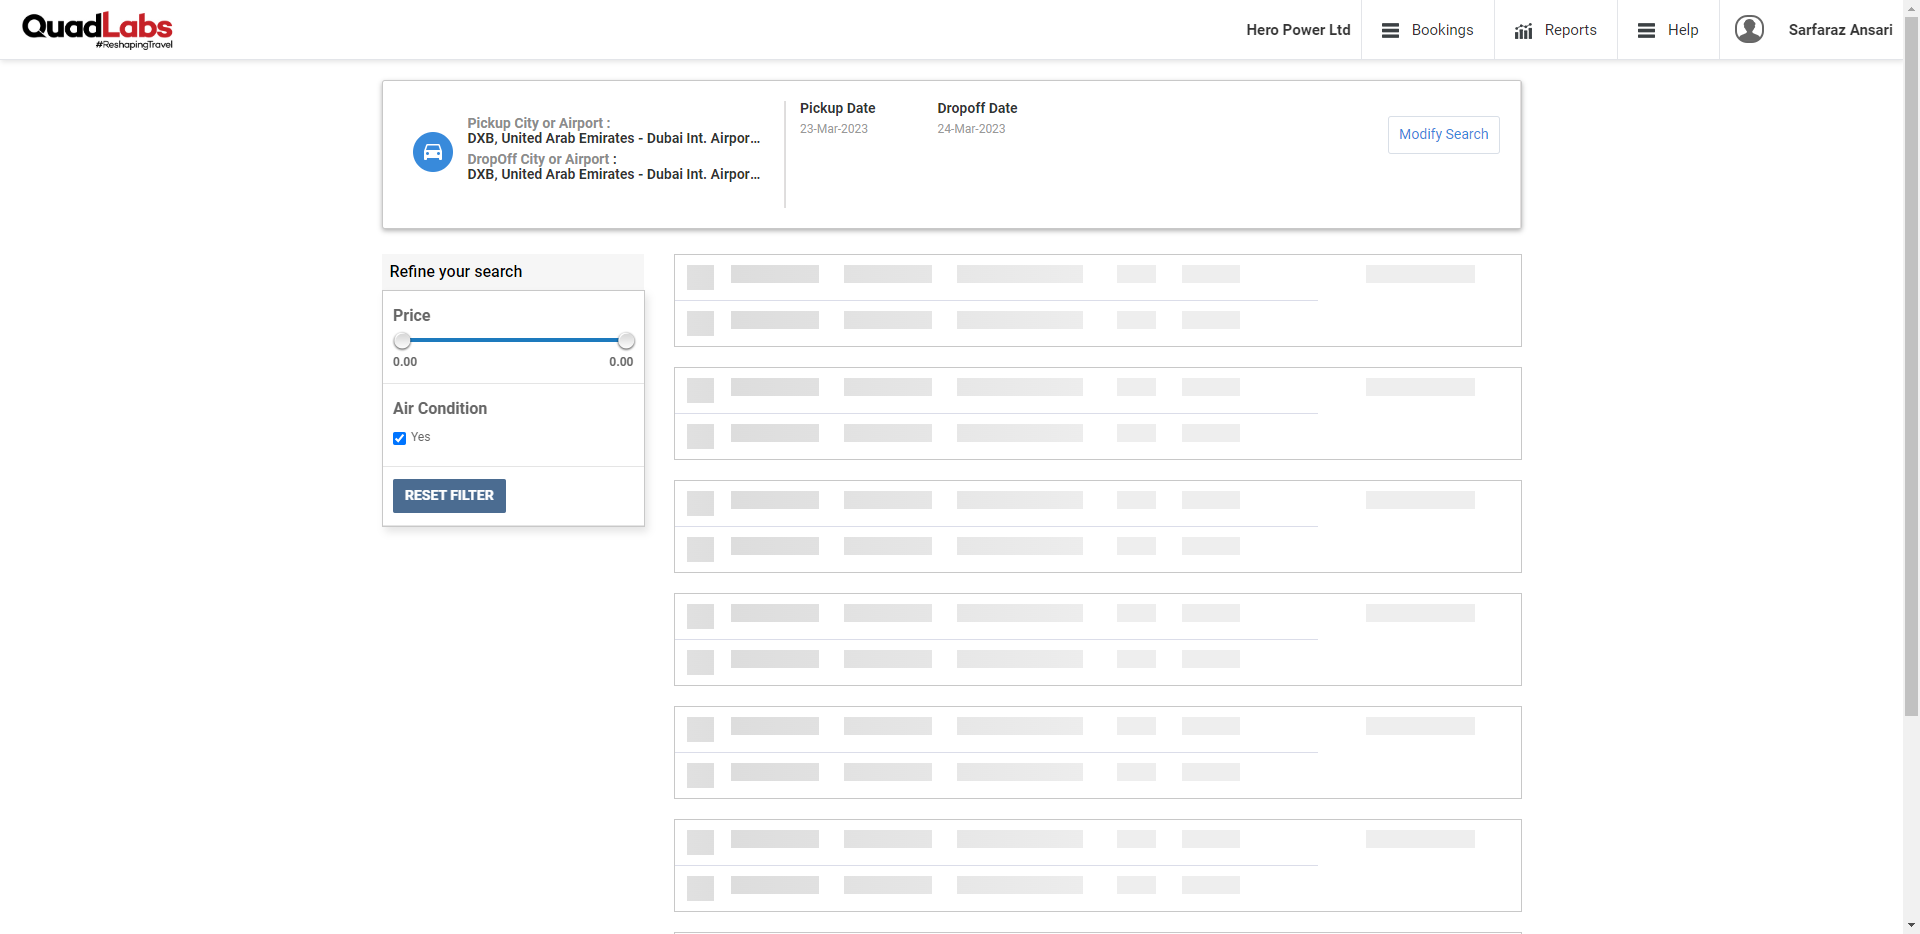 QuadLabs
#ReshapingTravel
Hero Power Ltd
Bookings
Reports
Help
Sarfaraz Ansari
Pickup City or Airport :
DXB, United Arab Emirates - Dubai Int. Airpor...
DropOff City or Airport :
DXB, United Arab Emirates - Dubai Int. Airpor...
Pickup Date
23-Mar-2023
Dropoff Date
24-Mar-2023
Modify Search
Refine your search
Price
0.00 0.00
Air Condition
Yes
RESET FILTER